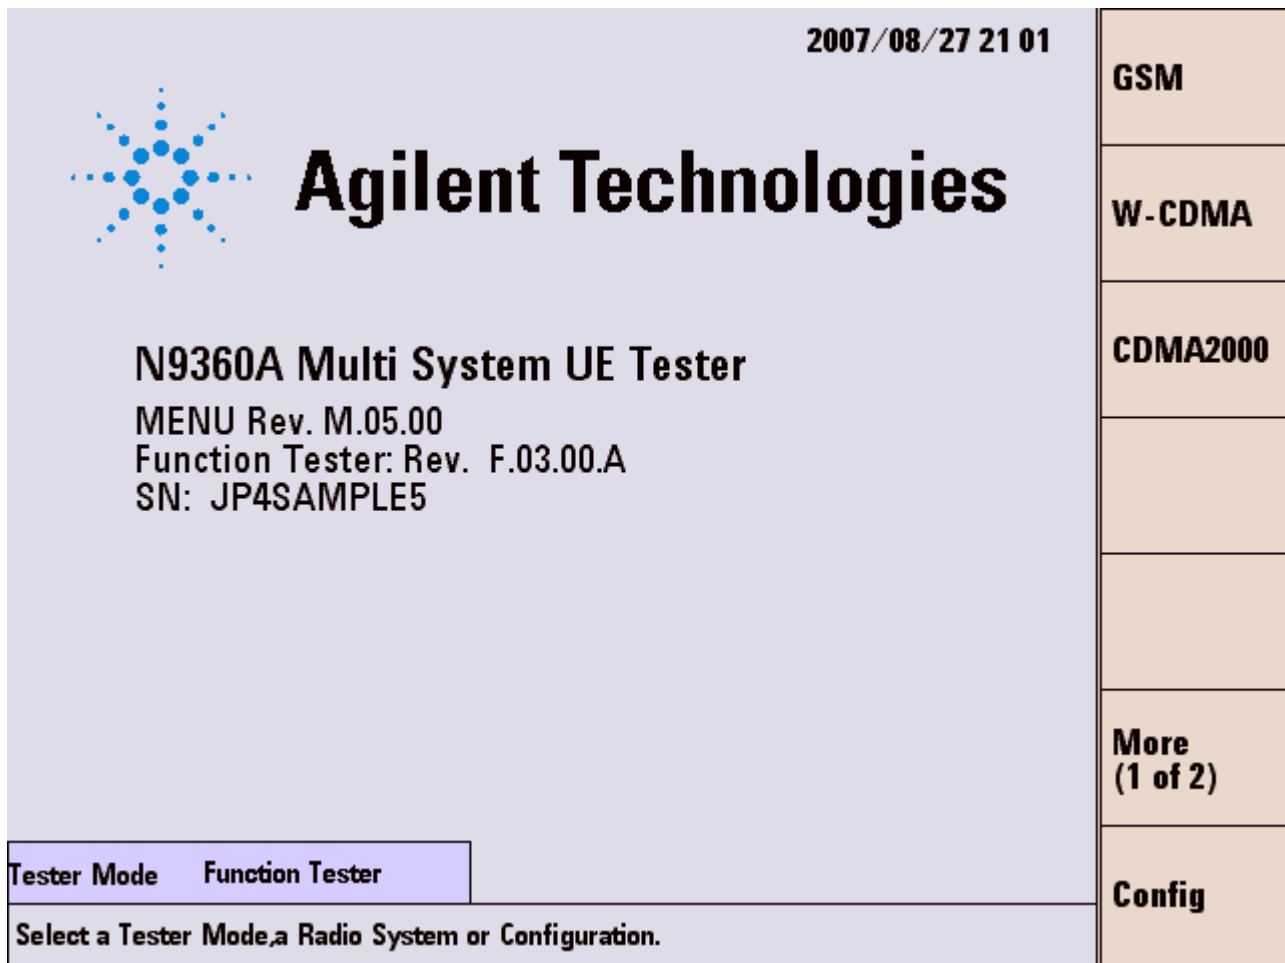 2007/08/27 21 01
Agilent Technologies
N9360A Multi System UE Tester
MENU Rev. M.05.00
Function Tester: Rev.  F.03.00.A
SN:  JP4SAMPLE5
Tester Mode
Function Tester
Select a Tester Mode,a Radio System or Configuration.
GSM
W-CDMA
CDMA2000
More
(1 of 2)
Config